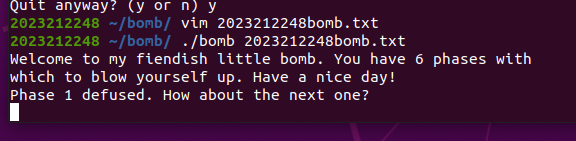 Quit anyway? (y or n) y
2023212248 ~/bomb/ vim 2023212248bomb.txt
2023212248 ~/bomb/ ./bomb 2023212248bomb.txt
Welcome to my fiendish little bomb. You have 6 phases with
which to blow yourself up. Have a nice day!
Phase 1 defused. How about the next one?